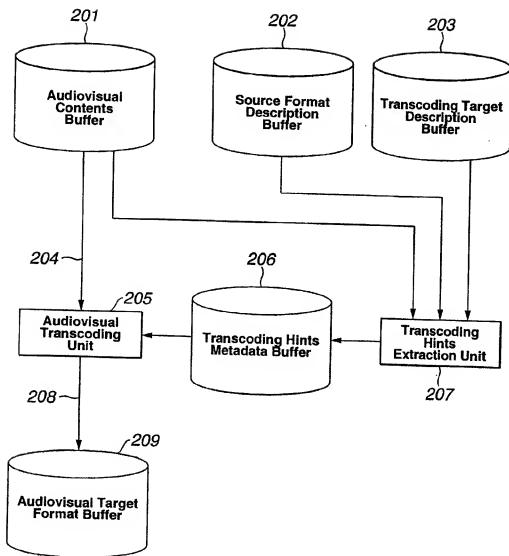 201
202
203
Audiovisual
Contents
Buffer
Source Format
Description
Buffer
Transcoding Target
Description
Buffer
204
206
205
Audiovisual
Transcoding
Unit
Transcoding Hints
Metadata Buffer
Transcoding
Hints
Extraction Unit
207
208
209
Audiovisual Target
Format Buffer